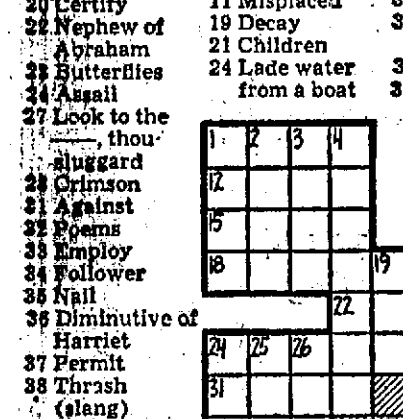 20 Certify
22 Nephew of
Abraham
23 Butterflies
24 Assail
27 Look to the
——, thou
sluggard
Crimson
31 Against
32 Poems
33 Employ
34 Follower
35 Nail
36 Diminutive of
Harriet
37 Permit
38 Thrash
(slang)
11 Misplaced
19 Decay
21 Children
24 Lade water
from a boat
1 2 3 4
12
15
18 19
22
24 25 26
31